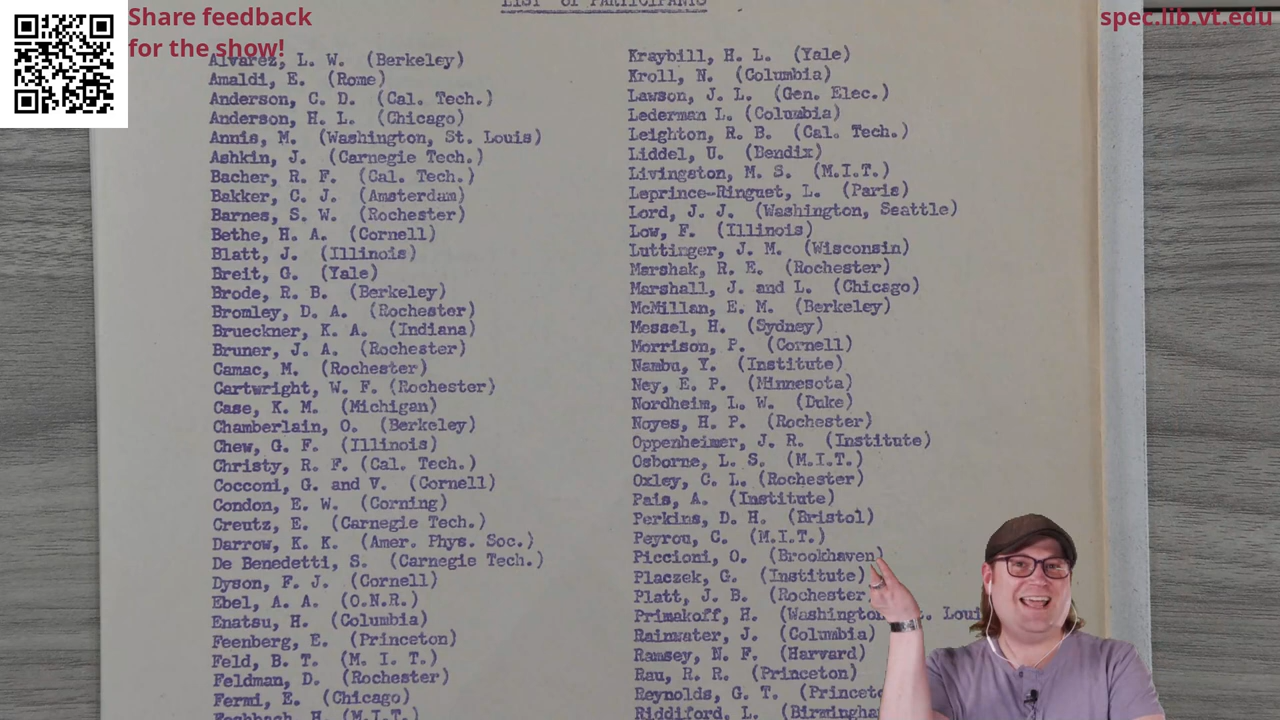 Share feedback
for the show!
spec.lib.vt.edu
LIST OF PARTICIPANTS
Alvarez, L. W. (Berkeley)
Amaldi, E. (Rome)
Anderson, C. D. (Cal. Tech.)
Anderson, H. L. (Chicago)
Annis, M. (Washington, St. Louis)
Ashkin, J. (Carnegie Tech.)
Bacher, R. F. (Cal. Tech.)
Bakker, C. J. (Amsterdam)
Barnes, S. W. (Rochester)
Bethe, H. A. (Cornell)
Blatt, J. (Illinois)
Breit, G. (Yale)
Brode, R. B. (Berkeley)
Bromley, D. A. (Rochester)
Brueckner, K. A. (Indiana)
Bruner, J. A. (Rochester)
Camac, M. (Rochester)
Cartwright, W. F. (Rochester)
Case, K. M. (Michigan)
Chamberlain, O. (Berkeley)
Chew, G. F. (Illinois)
Christy, R. F. (Cal. Tech.)
Cocconi, G. and V. (Cornell)
Condon, E. W. (Corning)
Creutz, E. (Carnegie Tech.)
Darrow, K. K. (Amer. Phys. Soc.)
De Benedetti, S. (Carnegie Tech.)
Dyson, F. J. (Cornell)
Ebel, A. A. (O.N.R.)
Enatsu, H. (Columbia)
Feenberg, E. (Princeton)
Feld, B. T. (M. I. T.)
Feldman, D. (Rochester)
Fermi, E. (Chicago)
Feshbach, H. (M.I.T.)
Kraybill, H. L. (Yale)
Kroll, N. (Columbia)
Lawson, J. L. (Gen. Elec.)
Lederman L. (Columbia)
Leighton, R. B. (Cal. Tech.)
Liddel, U. (Bendix)
Livingston, M. S. (M.I.T.)
Leprince-Ringuet, L. (Paris)
Lord, J. J. (Washington, Seattle)
Low, F. (Illinois)
Luttinger, J. M. (Wisconsin)
Marshak, R. E. (Rochester)
Marshall, J. and L. (Chicago)
McMillan, E. M. (Berkeley)
Messel, H. (Sydney)
Morrison, P. (Cornell)
Nambu, Y. (Institute)
Ney, E. P. (Minnesota)
Nordheim, L. W. (Duke)
Noyes, H. P. (Rochester)
Oppenheimer, J. R. (Institute)
Osborne, L. S. (M.I.T.)
Oxley, C. L. (Rochester)
Pais, A. (Institute)
Perkins, D. H. (Bristol)
Peyrou, C. (M.I.T.)
Piccioni, O. (Brookhaven)
Placzek, G. (Institute)
Platt, J. B. (Rochester
Primakoff, H. (Washington . Loui
Rainwater, J. (Columbia)
Ramsey, N. F. (Harvard)
Rau, R. R. (Princeton)
Reynolds, G. T. (Princeto
Riddiford, L. (Birmingha